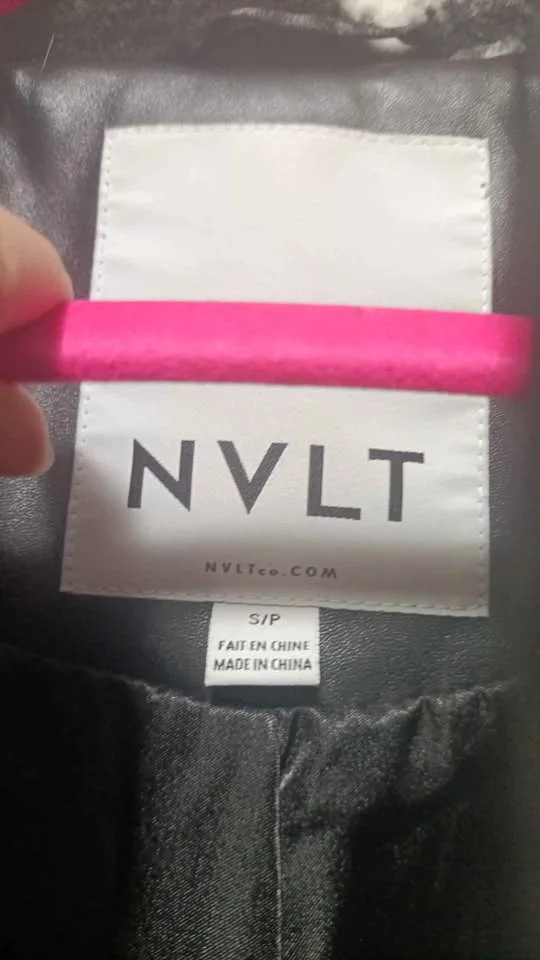 NVLT
NVLTco.COM
S/P
FAIT EN CHINE
MADE IN CHINA